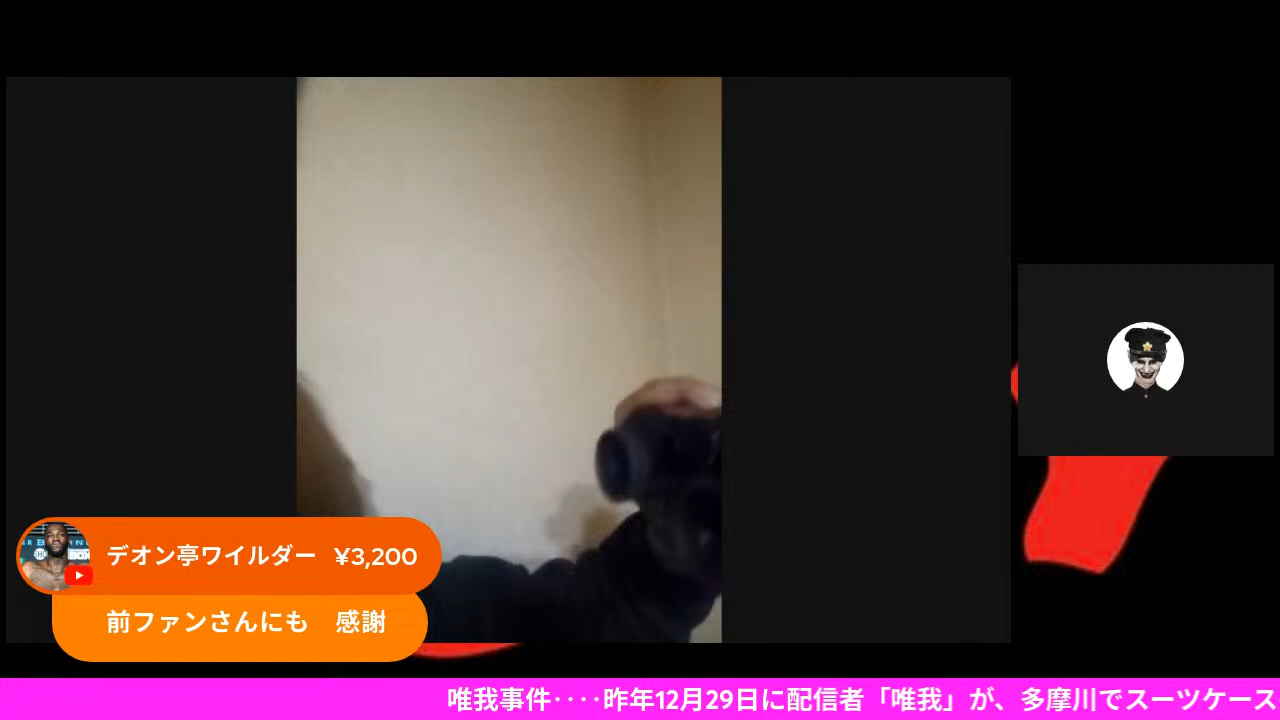 デオン亭ワイルダー ¥3,200
前ファンさんにも 感謝
唯我事件‥‥昨年12月29日に配信者「唯我」が、多摩川でスーツケース